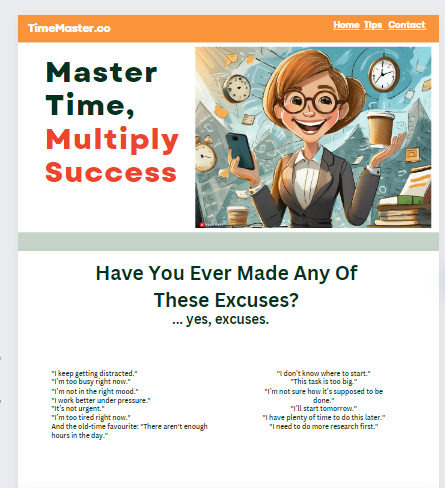 TimeMaster.co
Home Tips Contact
Master
Time,
Multiply
Success
Have You Ever Made Any Of
These Excuses?
... yes, excuses.
"I keep getting distracted."
"I'm too busy right now."
"I'm not in the right mood."
"I work better under pressure."
"It's not urgent."
"I'm too tired right now."
And the old-time favourite: "There aren't enough
hours in the day."
"I don't know where to start."
"This task is too big."
"I'm not sure how it's supposed to be
done."
"I'll start tomorrow."
"I have plenty of time to do this later."
"I need to do more research first."